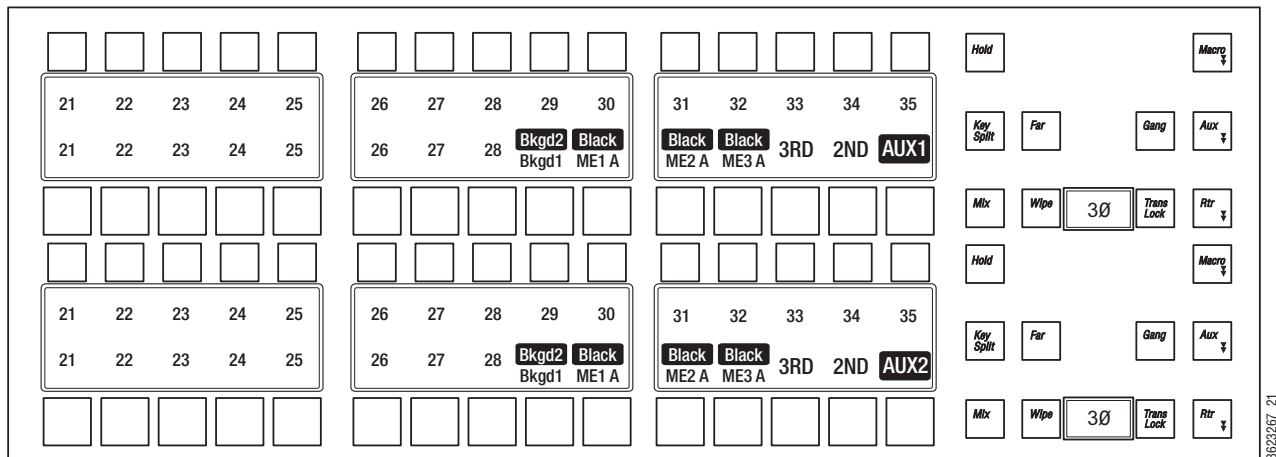 Hold Macro
21 22 23 24 25 26 27 28 29 30 31 32 33 34 35
Key Split Far Gang Aux
21 22 23 24 25 26 27 28 Bkgd2 Black Black Black 3RD 2ND AUX1
Bkgd1 ME1 A ME2 A ME3 A
Mix Wipe 3Ø Trans Lock Rtr
Hold Macro
21 22 23 24 25 26 27 28 29 30 31 32 33 34 35
Key Split Far Gang Aux
21 22 23 24 25 26 27 28 Bkgd2 Black Black Black 3RD 2ND AUX2
Bkgd1 ME1 A ME2 A ME3 A
Mix Wipe 3Ø Trans Lock Rtr
8623267_21